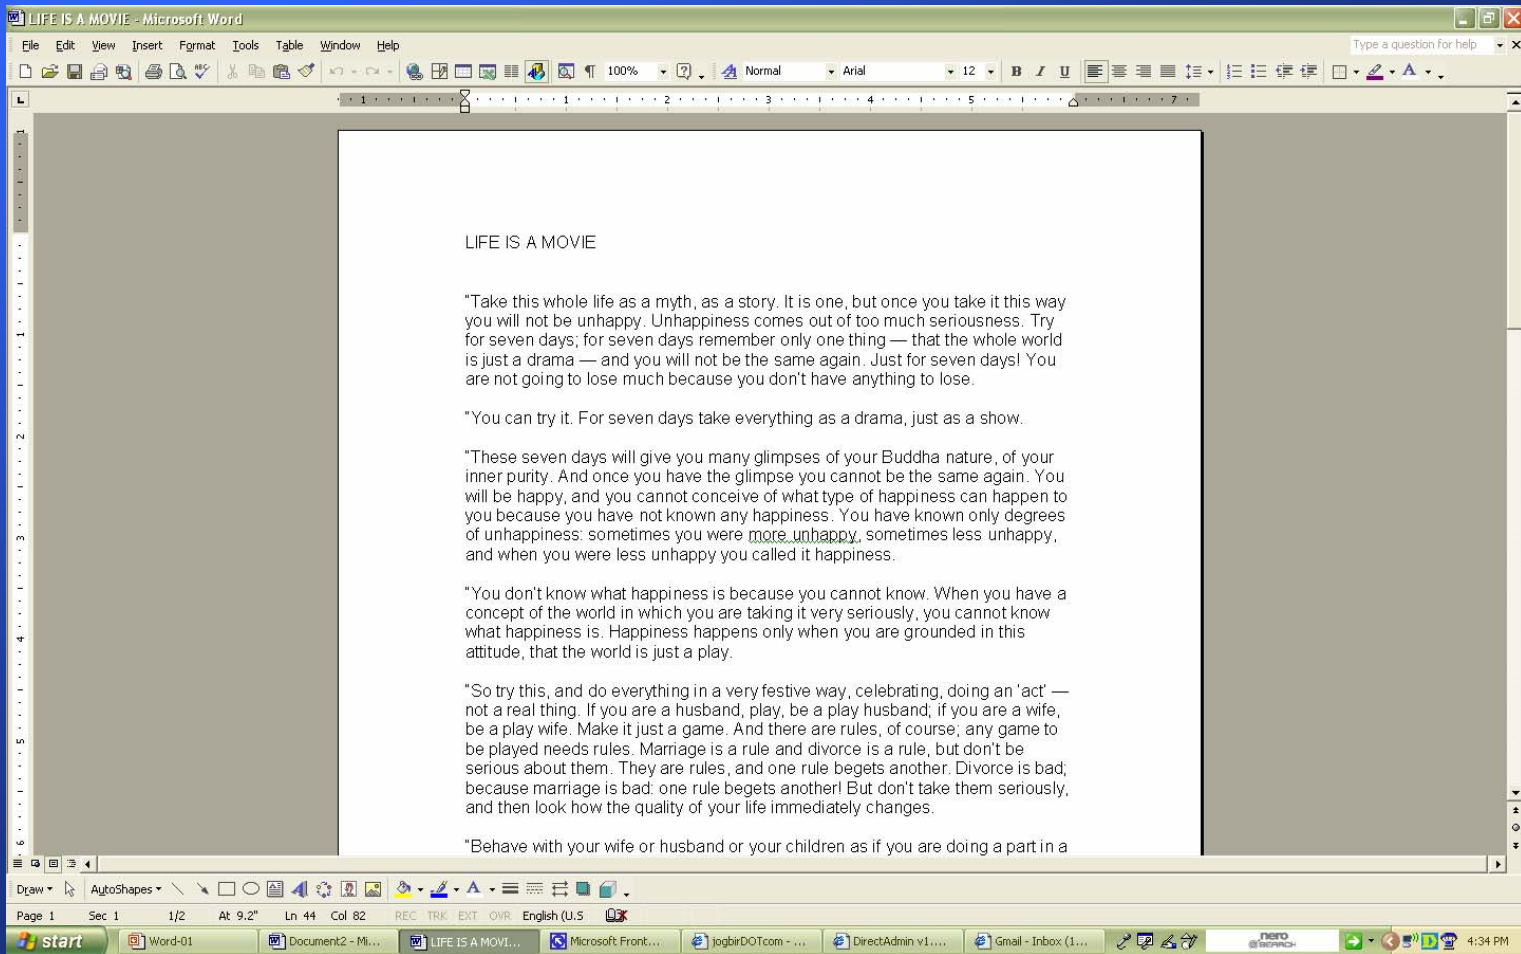 LIFE IS A MOVIE - Microsoft Word
File Edit View Insert Format Tools Table Window Help
Type a question for help
100% Normal Arial 12 B I U
1 1 2 3 4 5 7
LIFE IS A MOVIE
"Take this whole life as a myth, as a story. It is one, but once you take it this way
you will not be unhappy. Unhappiness comes out of too much seriousness. Try
for seven days; for seven days remember only one thing — that the whole world
is just a drama — and you will not be the same again. Just for seven days! You
are not going to lose much because you don't have anything to lose.
"You can try it. For seven days take everything as a drama, just as a show.
"These seven days will give you many glimpses of your Buddha nature, of your
inner purity. And once you have the glimpse you cannot be the same again. You
will be happy, and you cannot conceive of what type of happiness can happen to
you because you have not known any happiness. You have known only degrees
of unhappiness: sometimes you were more unhappy, sometimes less unhappy,
and when you were less unhappy you called it happiness.
"You don't know what happiness is because you cannot know. When you have a
concept of the world in which you are taking it very seriously, you cannot know
what happiness is. Happiness happens only when you are grounded in this
attitude, that the world is just a play.
"So try this, and do everything in a very festive way, celebrating, doing an 'act' —
not a real thing. If you are a husband, play, be a play husband; if you are a wife,
be a play wife. Make it just a game. And there are rules, of course; any game to
be played needs rules. Marriage is a rule and divorce is a rule, but don't be
serious about them. They are rules, and one rule begets another. Divorce is bad;
because marriage is bad: one rule begets another! But don't take them seriously,
and then look how the quality of your life immediately changes.
"Behave with your wife or husband or your children as if you are doing a part in a
Draw AutoShapes A
Page 1 Sec 1 1/2 At 9.2" Ln 44 Col 82 REC TRK EXT OVR English (U.S
start Word-01 Document2 - Mi... LIFE IS A MOVI... Microsoft Front... jogbirDOTcom - ... DirectAdmin v1.... Gmail - Inbox (1... nero SEARCH 4:34 PM